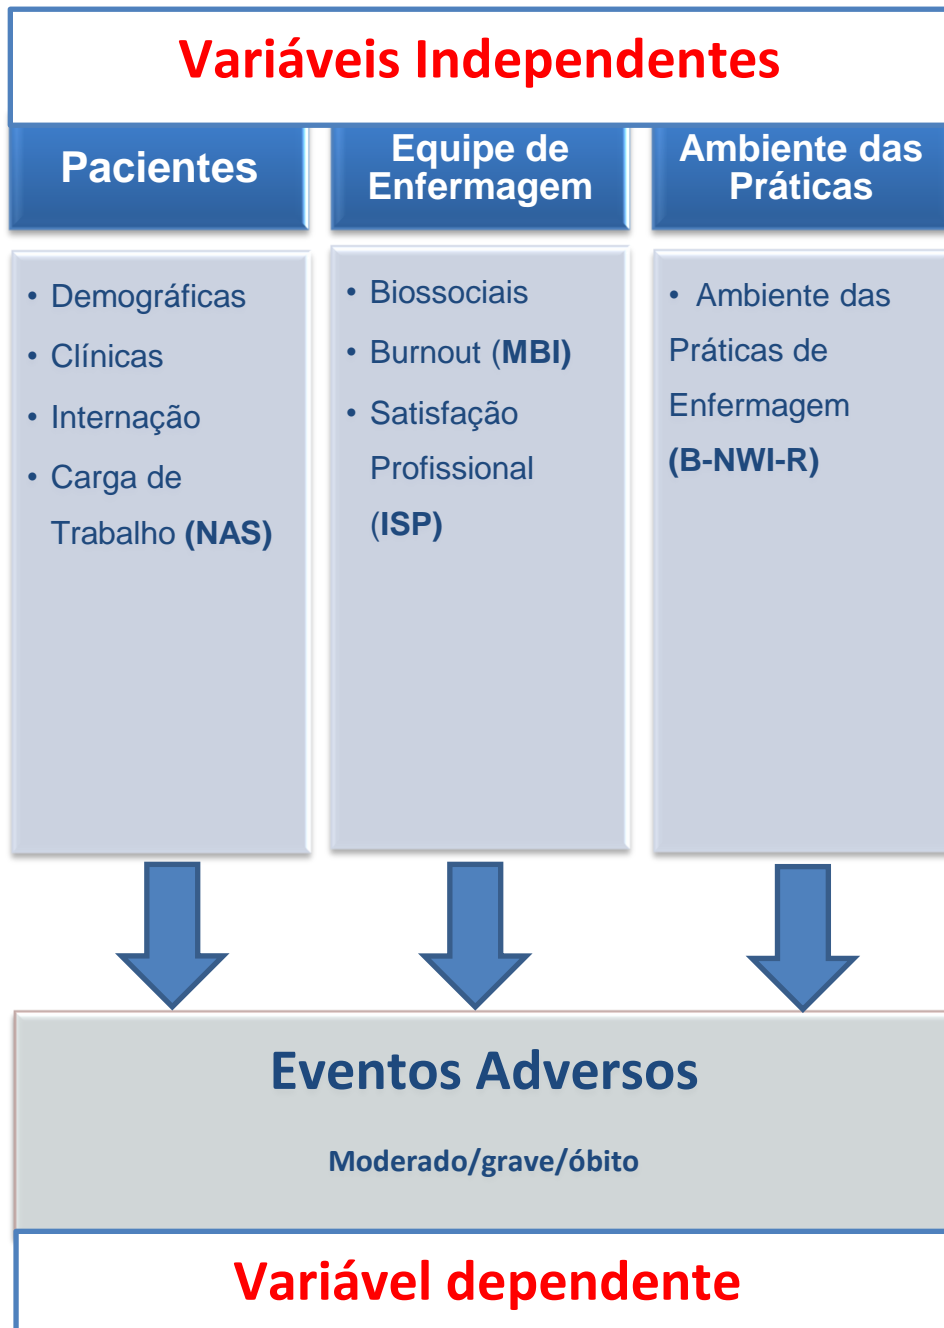 Variáveis Independentes
Pacientes
• Demográficas
• Clínicas
• Internação
• Carga de
Trabalho (NAS)
Equipe de
Enfermagem
• Biossociais
• Burnout (MBI)
• Satisfação
Profissional
(ISP)
Ambiente das
Práticas
• Ambiente das
Práticas de
Enfermagem
(B-NWI-R)
Eventos Adversos
Moderado/grave/óbito
Variável dependente